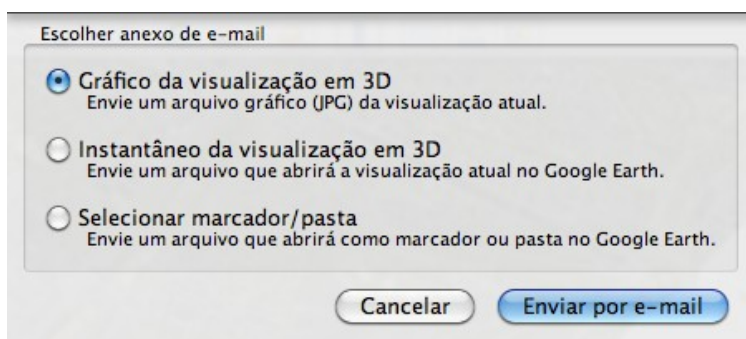 Escolher anexo de e-mail
Gráfico da visualização em 3D
Envie um arquivo gráfico (JPG) da visualização atual.
Instantâneo da visualização em 3D
Envie um arquivo que abrirá a visualização atual no Google Earth.
Selecionar marcador/pasta
Envie um arquivo que abrirá como marcador ou pasta no Google Earth.
Cancelar Enviar por e-mail